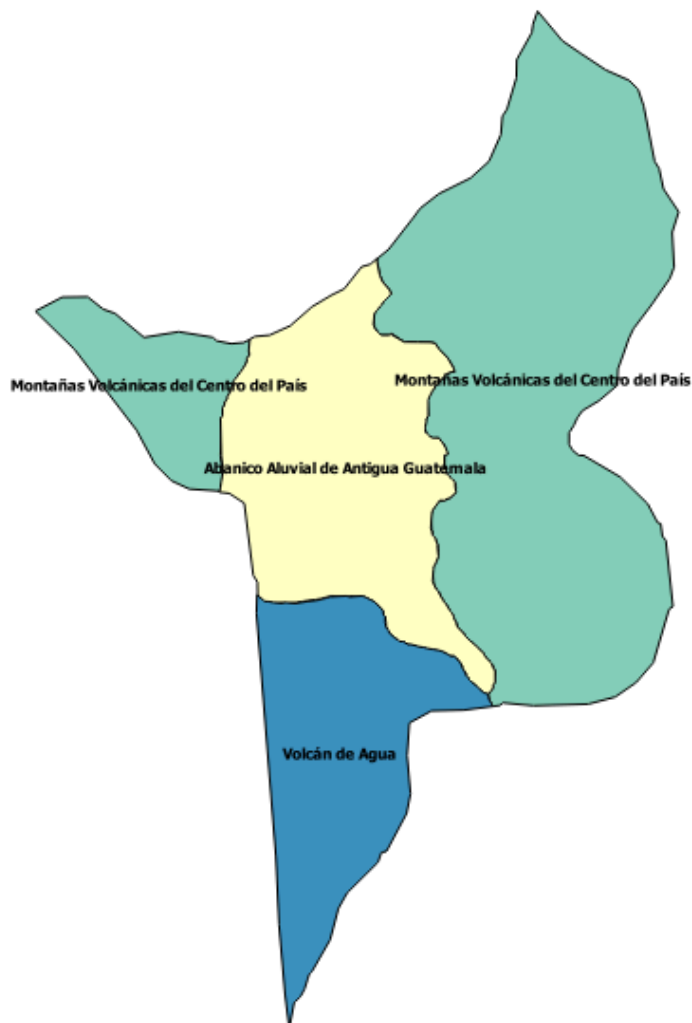 Montañas Volcánicas del Centro del País
Montañas Volcánicas del Centro del País
Abanico Aluvial de Antigua Guatemala
Volcán de Agua